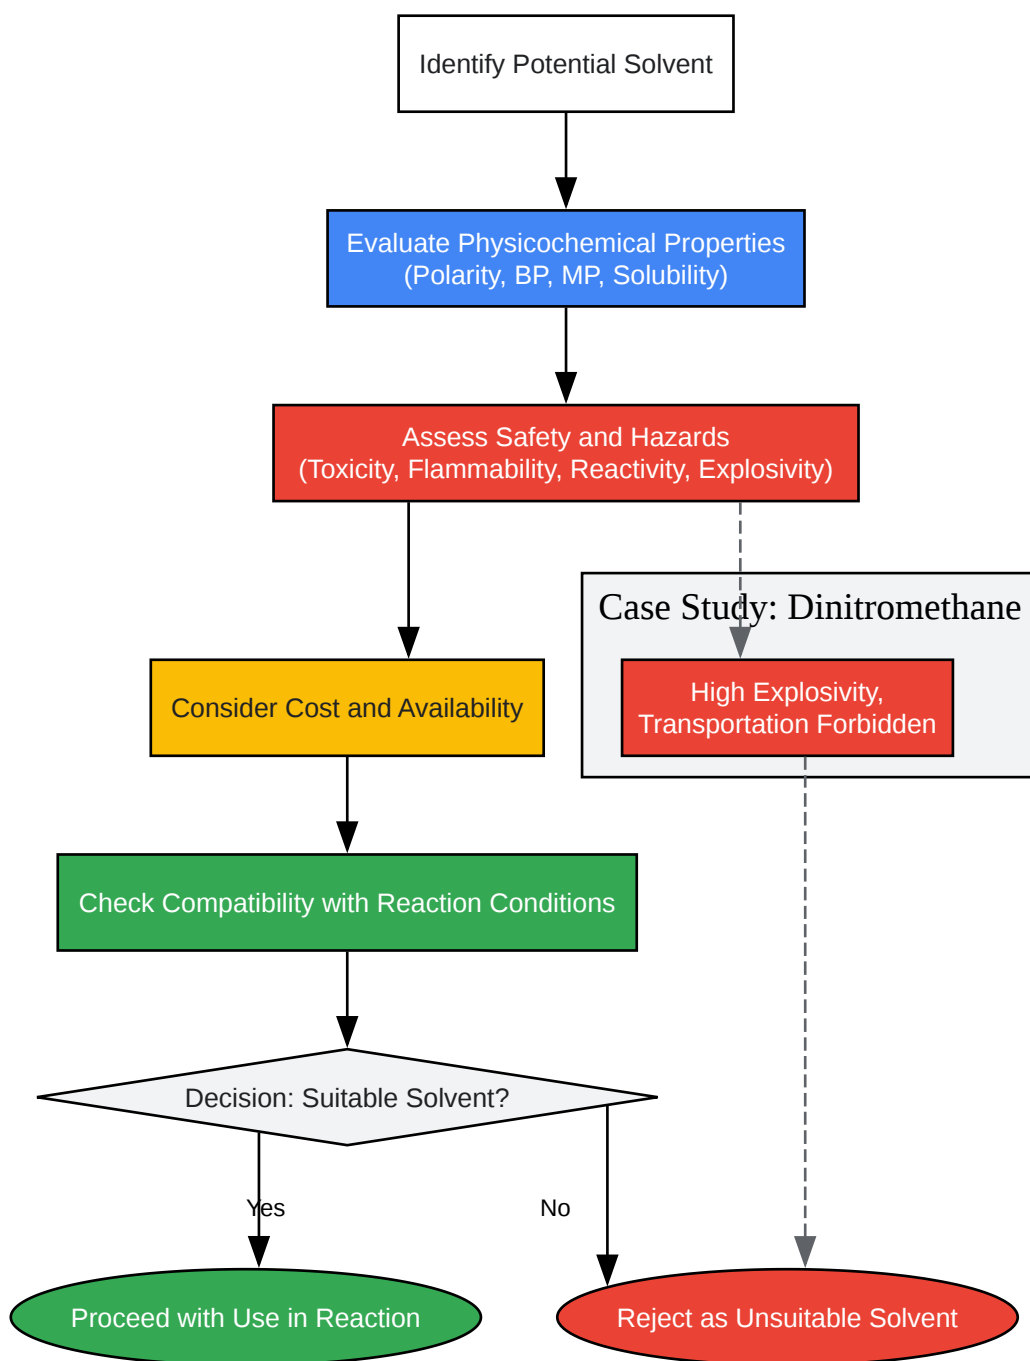 Identify Potential Solvent
Evaluate Physicochemical Properties
(Polarity, BP, MP, Solubility)
Assess Safety and Hazards
(Toxicity, Flammability, Reactivity, Explosivity)
Case Study: Dinitromethane
High Explosivity,
Transportation Forbidden
Consider Cost and Availability
Check Compatibility with Reaction Conditions
Decision: Suitable Solvent?
Yes
No
Proceed with Use in Reaction
Reject as Unsuitable Solvent